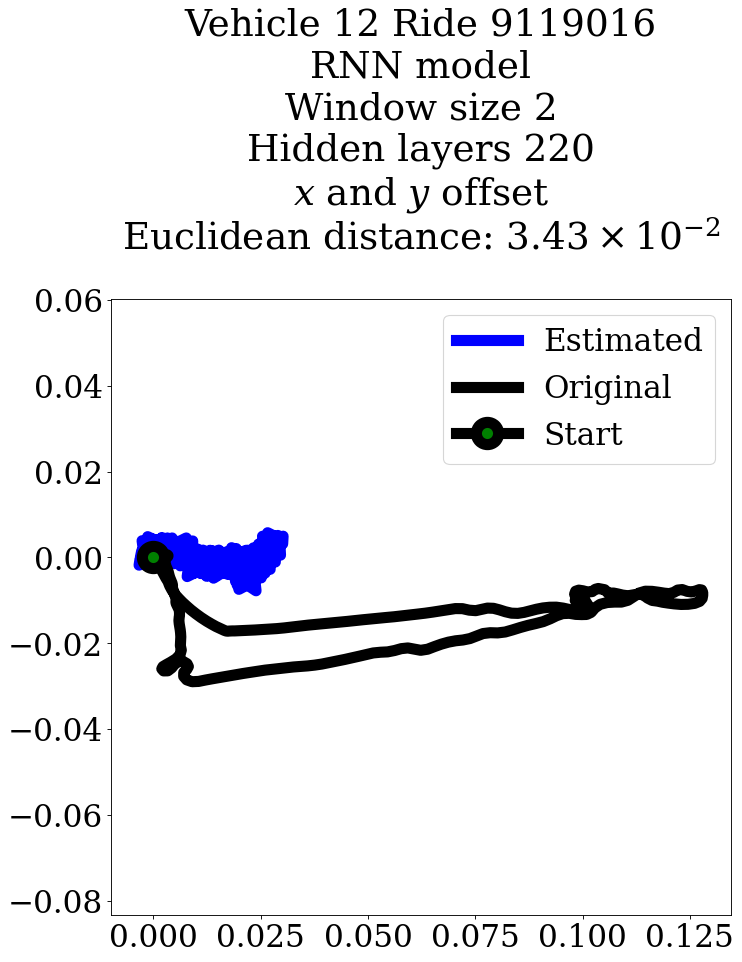 Vehicle 12 Ride 9119016
RNN model
Window size 2
Hidden layers 220
x and y offset
Euclidean distance: 3.43 × 10⁻²
0.06
0.04
0.02
0.00
−0.02
−0.04
−0.06
−0.08
Estimated
Original
Start
0.000 0.025 0.050 0.075 0.100 0.125